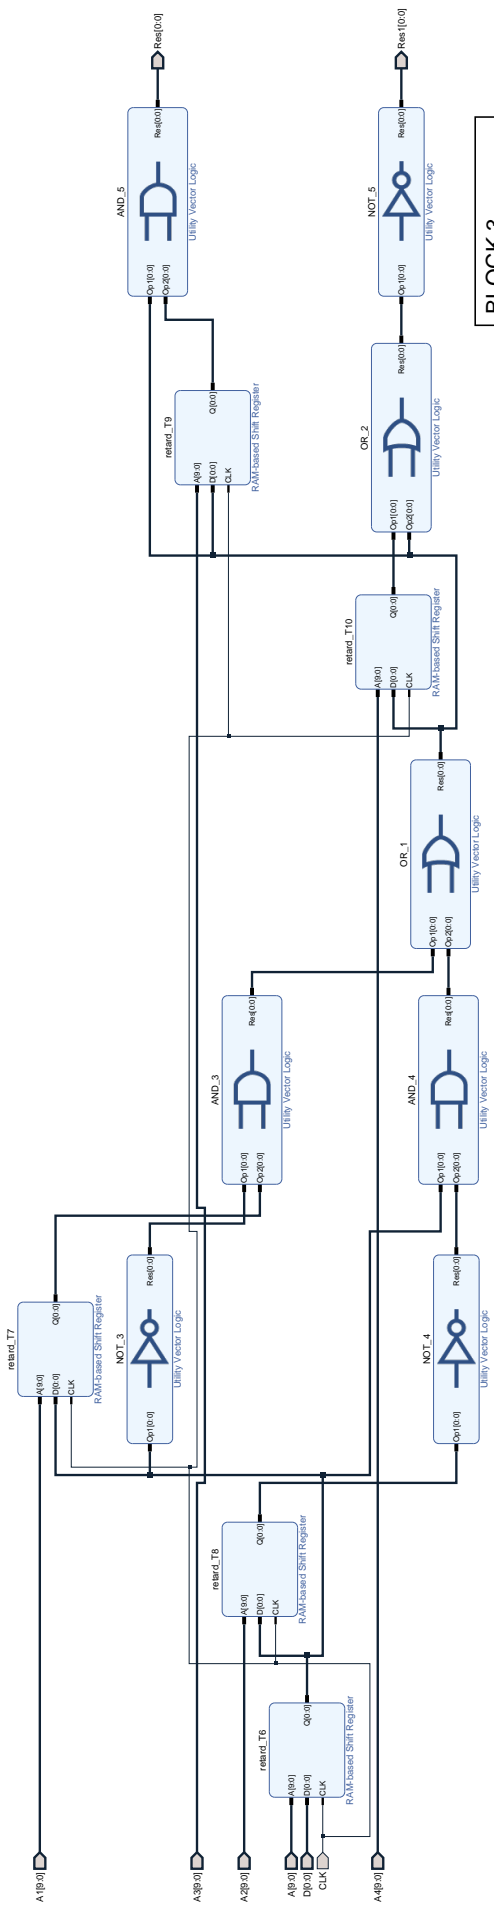 A1[9:0]
A3[9:0]
A2[9:0]
A[9:0]
D[0:0]
CLK
A4[9:0]
retard_T6
A[9:0]
D[0:0]
CLK
Q[0:0]
RAM-based Shift Register
retard_T8
A[9:0]
D[0:0]
CLK
Q[0:0]
RAM-based Shift Register
retard_T7
A[9:0]
D[0:0]
CLK
Q[0:0]
RAM-based Shift Register
NOT_3
Op1[0:0]
Res[0:0]
Utility Vector Logic
NOT_4
Op1[0:0]
Res[0:0]
Utility Vector Logic
AND_3
Op1[0:0]
Op2[0:0]
Res[0:0]
Utility Vector Logic
AND_4
Op1[0:0]
Op2[0:0]
Res[0:0]
Utility Vector Logic
OR_1
Op1[0:0]
Op2[0:0]
Res[0:0]
Utility Vector Logic
retard_T10
A[9:0]
D[0:0]
CLK
Q[0:0]
RAM-based Shift Register
retard_T9
A[9:0]
D[0:0]
CLK
Q[0:0]
RAM-based Shift Register
OR_2
Op1[0:0]
Op2[0:0]
Res[0:0]
Utility Vector Logic
AND_5
Op1[0:0]
Op2[0:0]
Res[0:0]
Utility Vector Logic
NOT_5
Op1[0:0]
Res[0:0]
Utility Vector Logic
Res[0:0]
Res1[0:0]
BLOCK